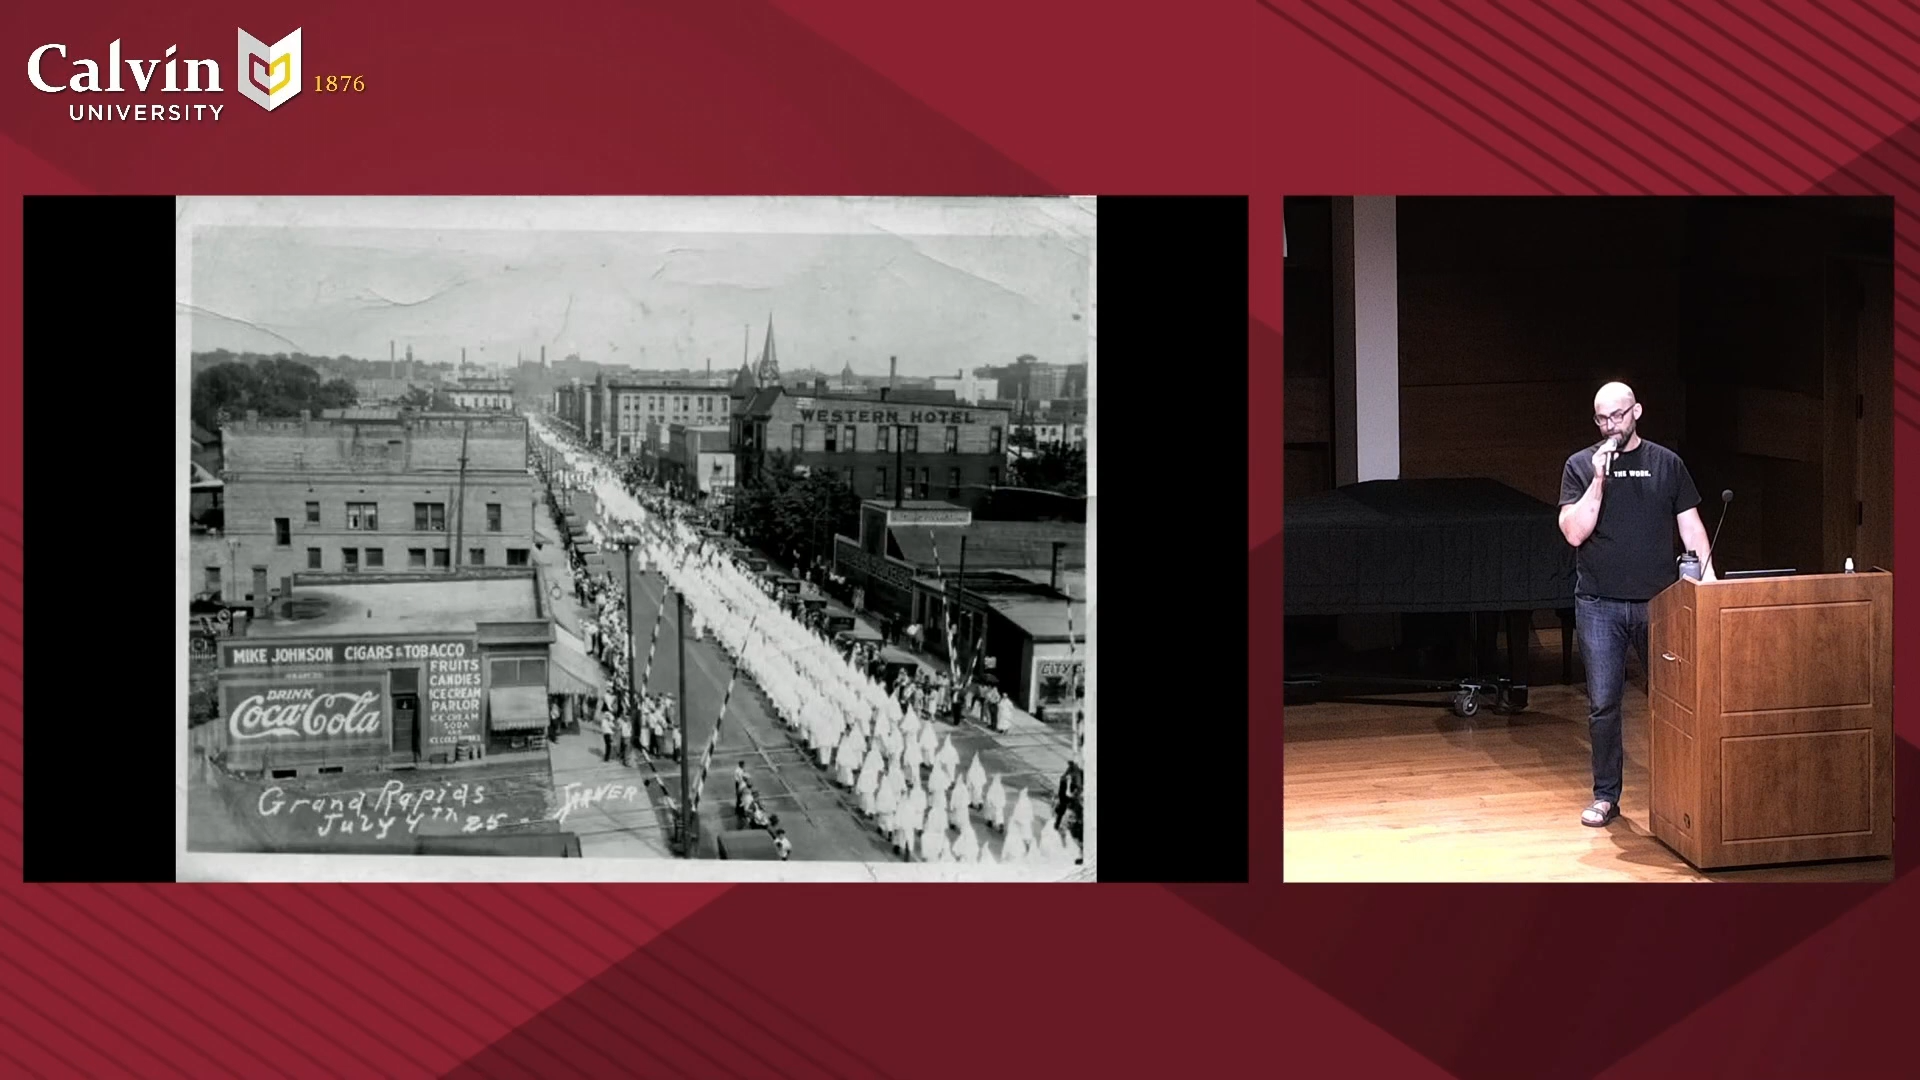 Calvin
UNIVERSITY
1876
WESTERN HOTEL
MIKE JOHNSON CIGARS & TOBACCO
FRUITS
CANDIES
ICE CREAM
PARLOR
ICE CREAM
SODA
DRINK
Coca-Cola
Grand Rapids
July 4TH 25 -
THE WORK.
CITY